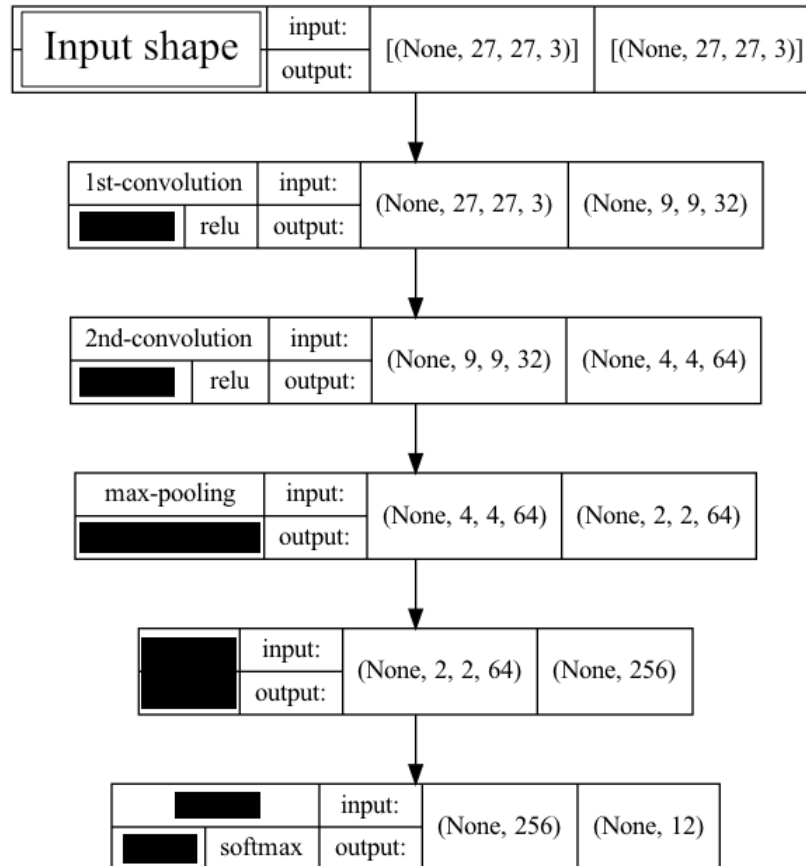 Input shape
input:
output:
[(None, 27, 27, 3)]
[(None, 27, 27, 3)]
1st-convolution
relu
input:
output:
(None, 27, 27, 3)
(None, 9, 9, 32)
2nd-convolution
relu
input:
output:
(None, 9, 9, 32)
(None, 4, 4, 64)
max-pooling
input:
output:
(None, 4, 4, 64)
(None, 2, 2, 64)
input:
output:
(None, 2, 2, 64)
(None, 256)
softmax
input:
output:
(None, 256)
(None, 12)